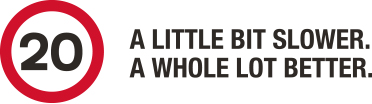 20
A LITTLE BIT SLOWER.
A WHOLE LOT BETTER.